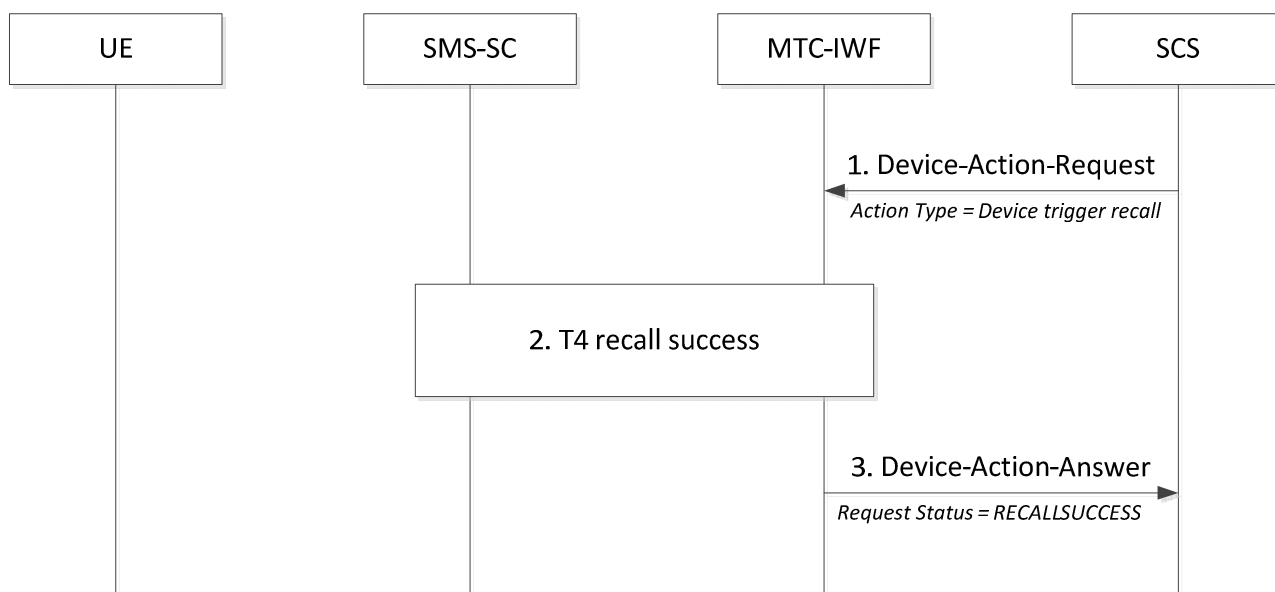 UE
SMS-SC
MTC-IWF
SCS
1. Device-Action-Request
Action Type = Device trigger recall
2. T4 recall success
3. Device-Action-Answer
Request Status = RECALLSUCCESS